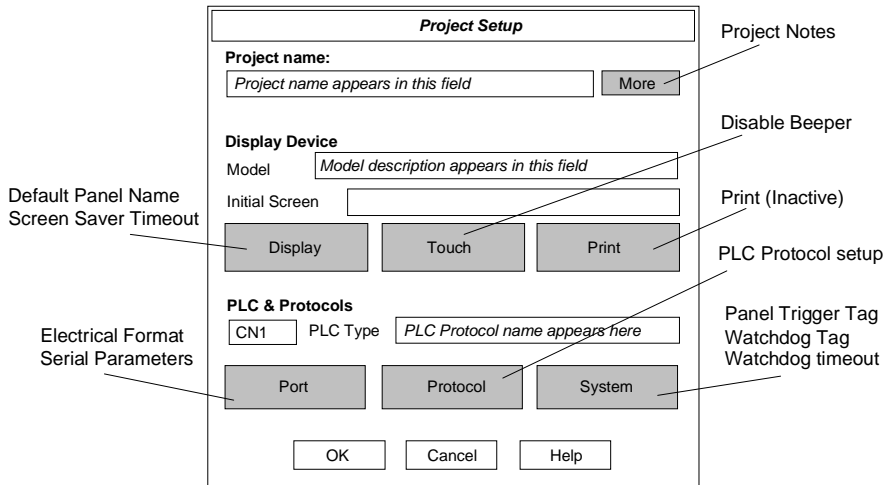 Project Setup
Project Notes
Project name:
Project name appears in this field
More
Disable Beeper
Display Device
Model
Model description appears in this field
Default Panel Name
Screen Saver Timeout
Initial Screen
Print (Inactive)
Display
Touch
Print
PLC Protocol setup
PLC & Protocols
CN1
PLC Type
PLC Protocol name appears here
Panel Trigger Tag
Watchdog Tag
Watchdog timeout
Electrical Format
Serial Parameters
Port
Protocol
System
OK
Cancel
Help